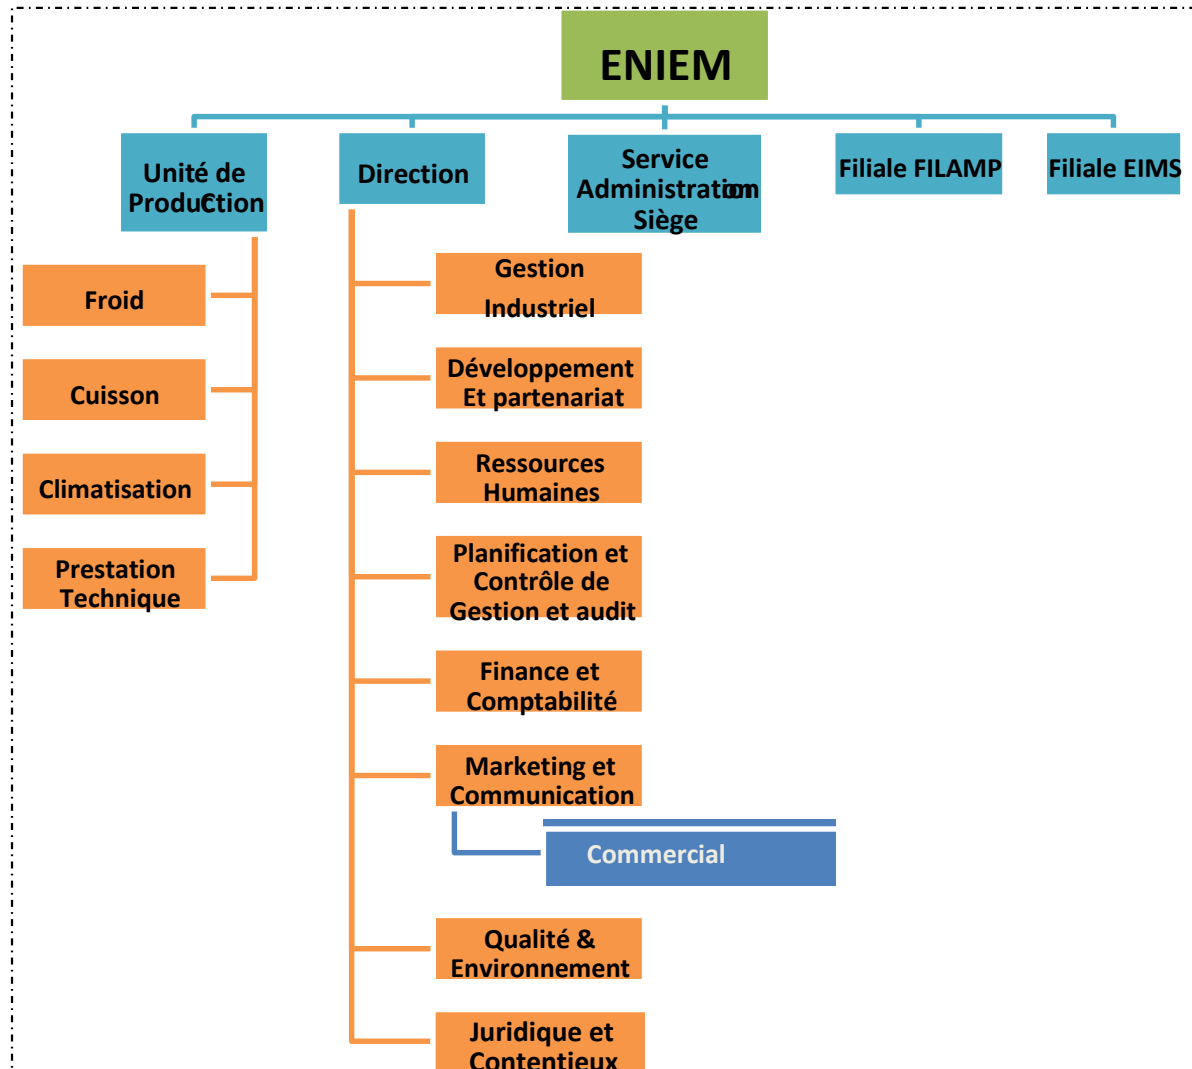 ENIEM
Unité de
Production
Direction
Service
Administration
Siège
Filiale FILAMP
Filiale EIMS
Froid
Cuisson
Climatisation
Prestation
Technique
Gestion
Industriel
Développement
Et partenariat
Ressources
Humaines
Planification et
Contrôle de
Gestion et audit
Finance et
Comptabilité
Marketing et
Communication
Commercial
Qualité &
Environnement
Juridique et
Contentieux